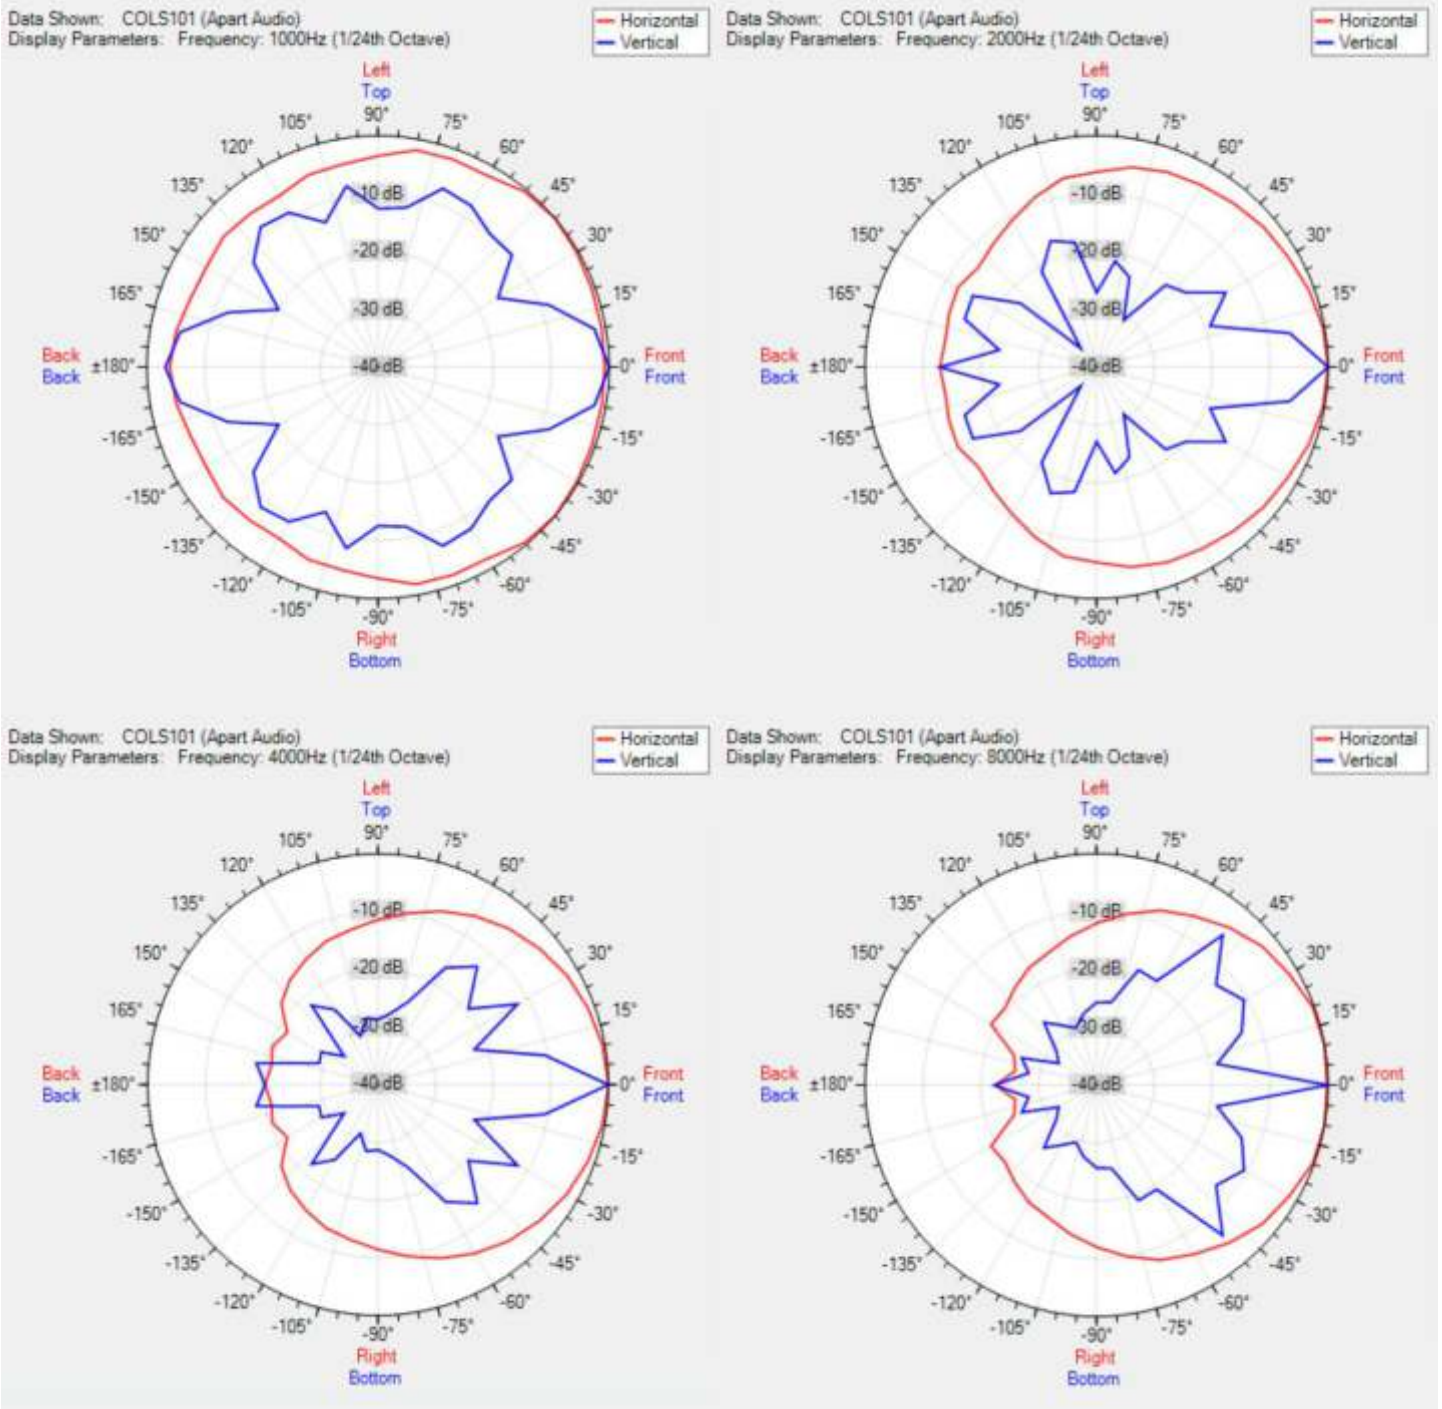 Data Shown: COLS101 (Apart Audio)
Display Parameters: Frequency: 1000Hz (1/24th Octave)
Horizontal
Vertical
Left
Top
90°
105° 75°
120° 60°
135° 45°
150° 30°
165° 15°
-10 dB
-20 dB
-30 dB
-40 dB
Back ±180° 0° Front
Back Front
-165° -15°
-150° -30°
-135° -45°
-120° -60°
-105° -75°
-90°
Right
Bottom
Data Shown: COLS101 (Apart Audio)
Display Parameters: Frequency: 2000Hz (1/24th Octave)
Horizontal
Vertical
Left
Top
90°
105° 75°
120° 60°
135° 45°
150° 30°
165° 15°
-10 dB
-20 dB
-30 dB
-40 dB
Back ±180° 0° Front
Back Front
-165° -15°
-150° -30°
-135° -45°
-120° -60°
-105° -75°
-90°
Right
Bottom
Data Shown: COLS101 (Apart Audio)
Display Parameters: Frequency: 4000Hz (1/24th Octave)
Horizontal
Vertical
Left
Top
90°
105° 75°
120° 60°
135° 45°
150° 30°
165° 15°
-10 dB
-20 dB
-30 dB
-40 dB
Back ±180° 0° Front
Back Front
-165° -15°
-150° -30°
-135° -45°
-120° -60°
-105° -75°
-90°
Right
Bottom
Data Shown: COLS101 (Apart Audio)
Display Parameters: Frequency: 8000Hz (1/24th Octave)
Horizontal
Vertical
Left
Top
90°
105° 75°
120° 60°
135° 45°
150° 30°
165° 15°
-10 dB
-20 dB
-30 dB
-40 dB
Back ±180° 0° Front
Back Front
-165° -15°
-150° -30°
-135° -45°
-120° -60°
-105° -75°
-90°
Right
Bottom